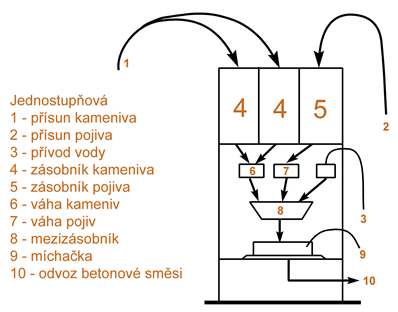 1
4
4
5
2
Jednostupňová
1 - přísun kameniva
2 - přísun pojiva
3 - přívod vody
4 - zásobník kameniva
5 - zásobník pojiva
6 - váha kameniv
7 - váha pojiv
8 - mezizásobník
9 - míchačka
10 - odvoz betonové směsi
6
7
8
3
9
10